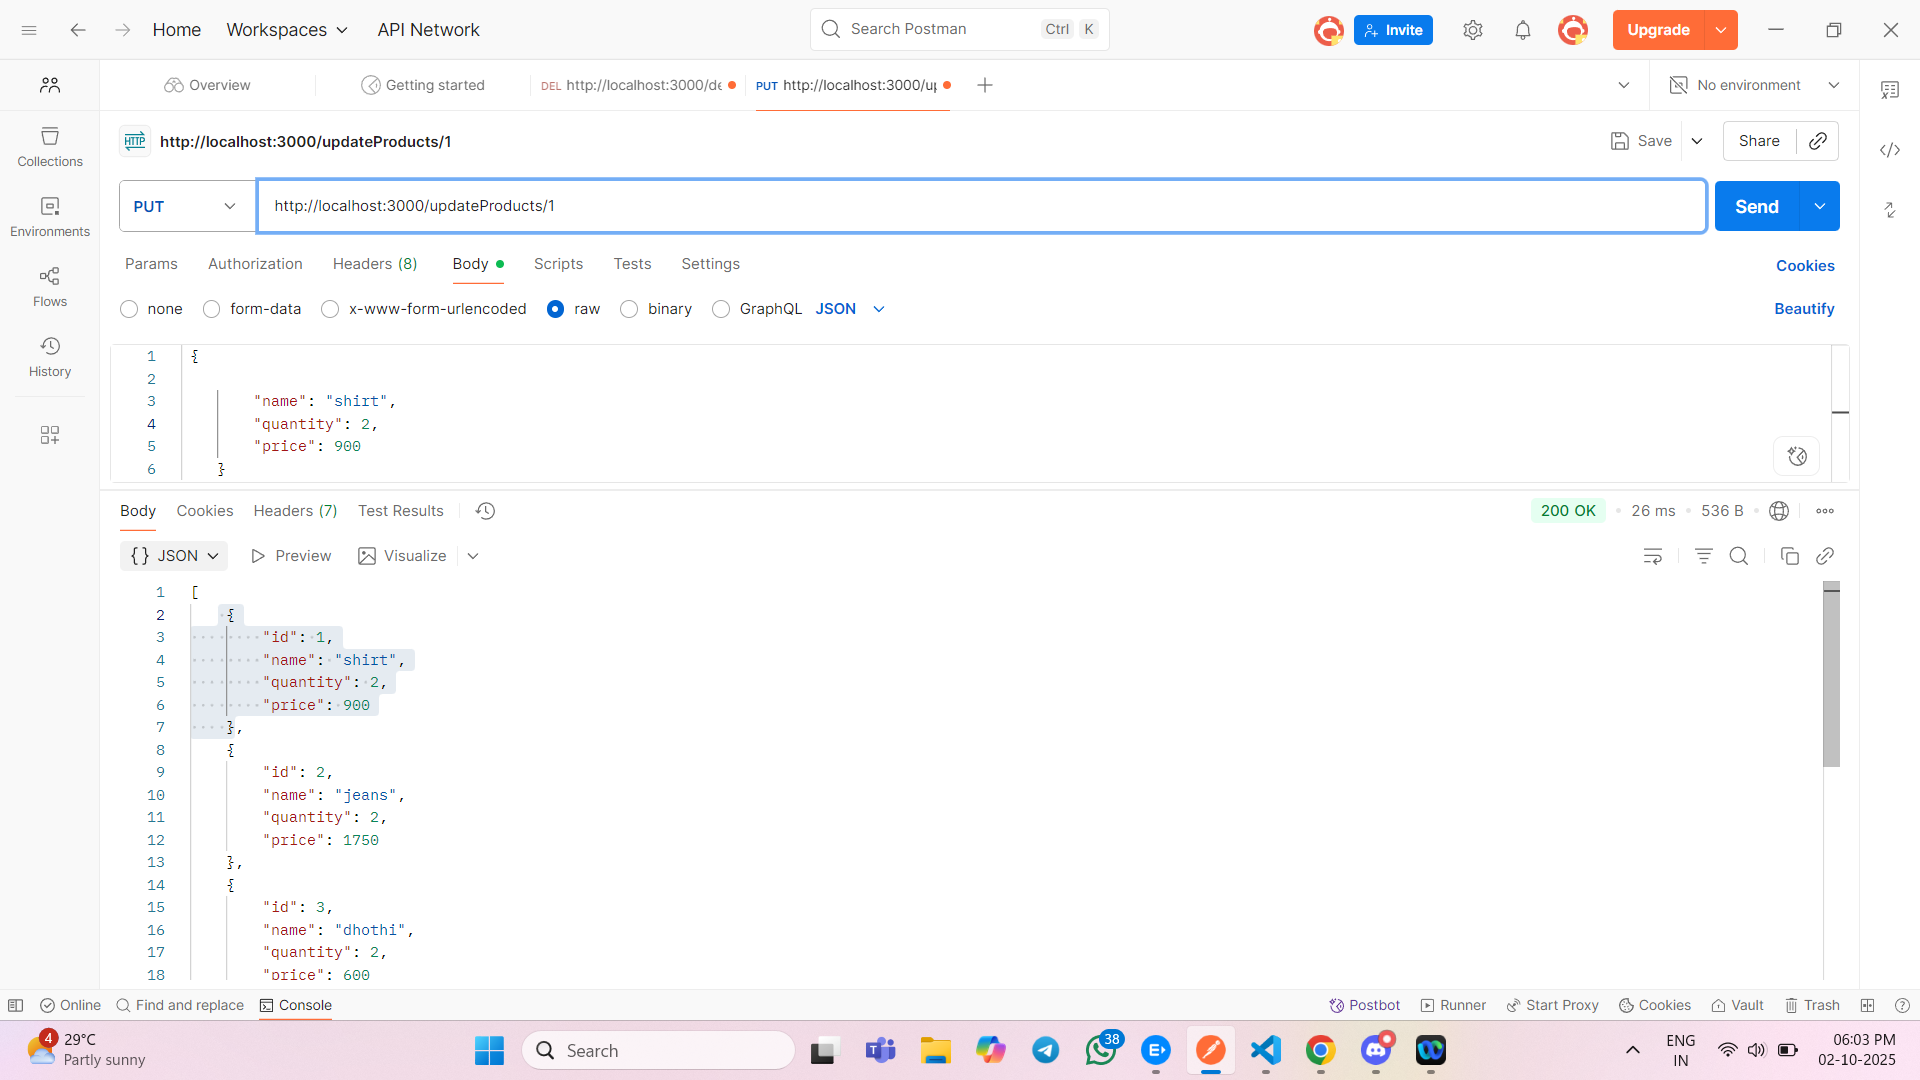 Home Workspaces API Network Search Postman Ctrl K Invite Upgrade
Overview Getting started DEL http://localhost:3000/de PUT http://localhost:3000/up No environment
HTTP http://localhost:3000/updateProducts/1 Save Share
Collections
Environments
Flows
History
PUT http://localhost:3000/updateProducts/1 Send
Params Authorization Headers (8) Body Scripts Tests Settings Cookies
none form-data x-www-form-urlencoded raw binary GraphQL JSON Beautify
1 {
2
3 "name": "shirt",
4 "quantity": 2,
5 "price": 900
6 }
Body Cookies Headers (7) Test Results 200 OK 26 ms 536 B
{} JSON Preview Visualize
1 [
2 {
3 "id": 1,
4 "name": "shirt",
5 "quantity": 2,
6 "price": 900
7 },
8 {
9 "id": 2,
10 "name": "jeans",
11 "quantity": 2,
12 "price": 1750
13 },
14 {
15 "id": 3,
16 "name": "dhothi",
17 "quantity": 2,
18 "price": 600
Online Find and replace Console Postbot Runner Start Proxy Cookies Vault Trash
4 29°C
Partly sunny
Search
38
ENG
IN
06:03 PM
02-10-2025